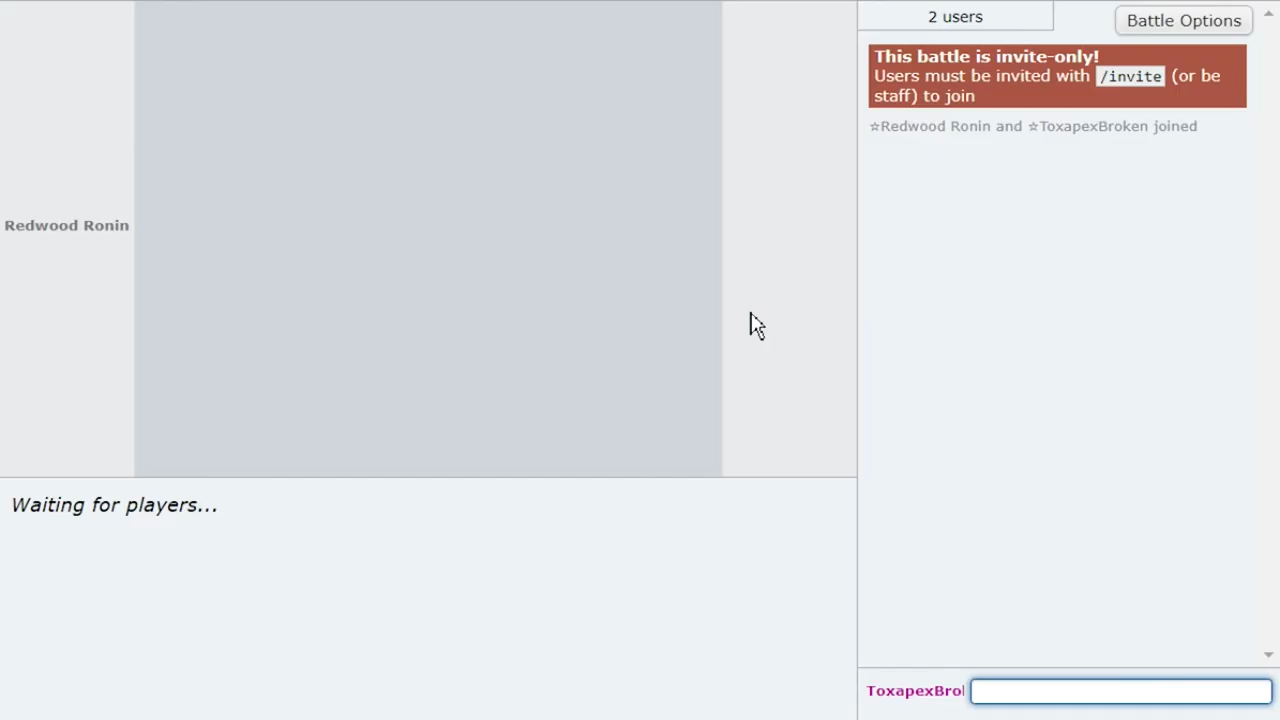 2 users
Battle Options
This battle is invite-only!
Users must be invited with /invite (or be
staff) to join
☆Redwood Ronin and ☆ToxapexBroken joined
Redwood Ronin
Waiting for players...
ToxapexBrol